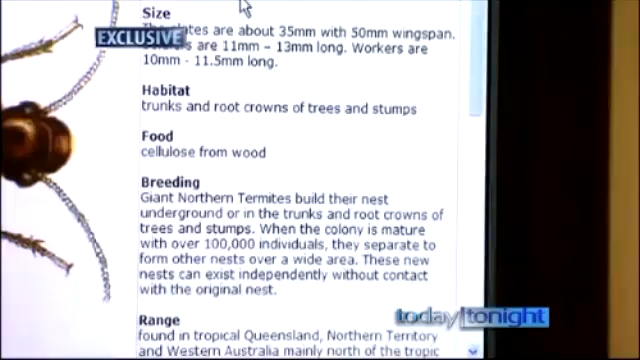 Size
are about 35mm with 50mm wingspan.
EXCLUSIVE
are 11mm – 13mm long. Workers are
10mm - 11.5mm long.
Habitat
trunks and root crowns of trees and stumps
Food
cellulose from wood
Breeding
Giant Northern Termites build their nest
underground or in the trunks and root crowns of
trees and stumps. When the colony is mature
with over 100,000 individuals, they separate to
form other nests over a wide area. These new
nests can exist independently without contact
with the original nest.
Range
found in tropical Queensland, Northern Territory
and Western Australia mainly north of the tropic
today tonight